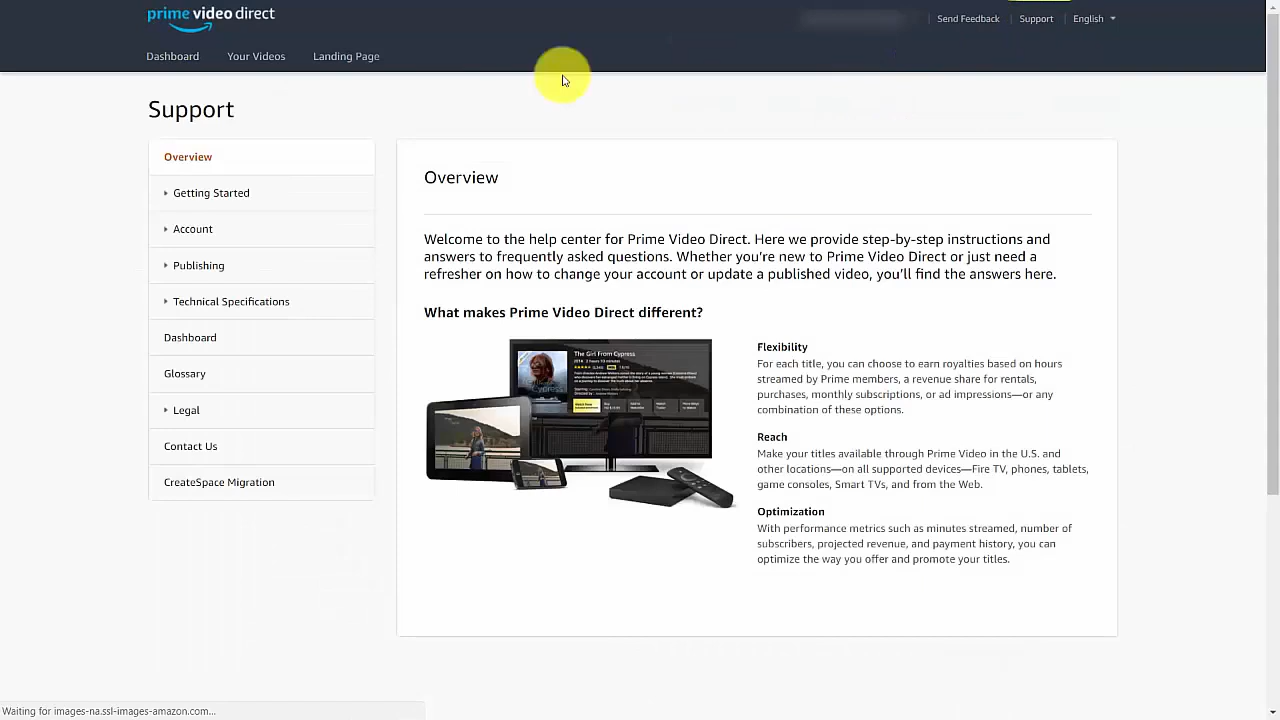 prime video direct
Send Feedback
Support
English
Dashboard
Your Videos
Landing Page
Support
Overview
Getting Started
Account
Publishing
Technical Specifications
Dashboard
Glossary
Legal
Contact Us
CreateSpace Migration
Overview
Welcome to the help center for Prime Video Direct. Here we provide step-by-step instructions and
answers to frequently asked questions. Whether you're new to Prime Video Direct or just need a
refresher on how to change your account or update a published video, you'll find the answers here.
What makes Prime Video Direct different?
The Girl From Cypress
Flexibility
For each title, you can choose to earn royalties based on hours
streamed by Prime members, a revenue share for rentals,
purchases, monthly subscriptions, or ad impressions—or any
combination of these options.
Reach
Make your titles available through Prime Video in the U.S. and
other locations—on all supported devices—Fire TV, phones, tablets,
game consoles, Smart TVs, and from the Web.
Optimization
With performance metrics such as minutes streamed, number of
subscribers, projected revenue, and payment history, you can
optimize the way you offer and promote your titles.
Waiting for images-na.ssl-images-amazon.com...